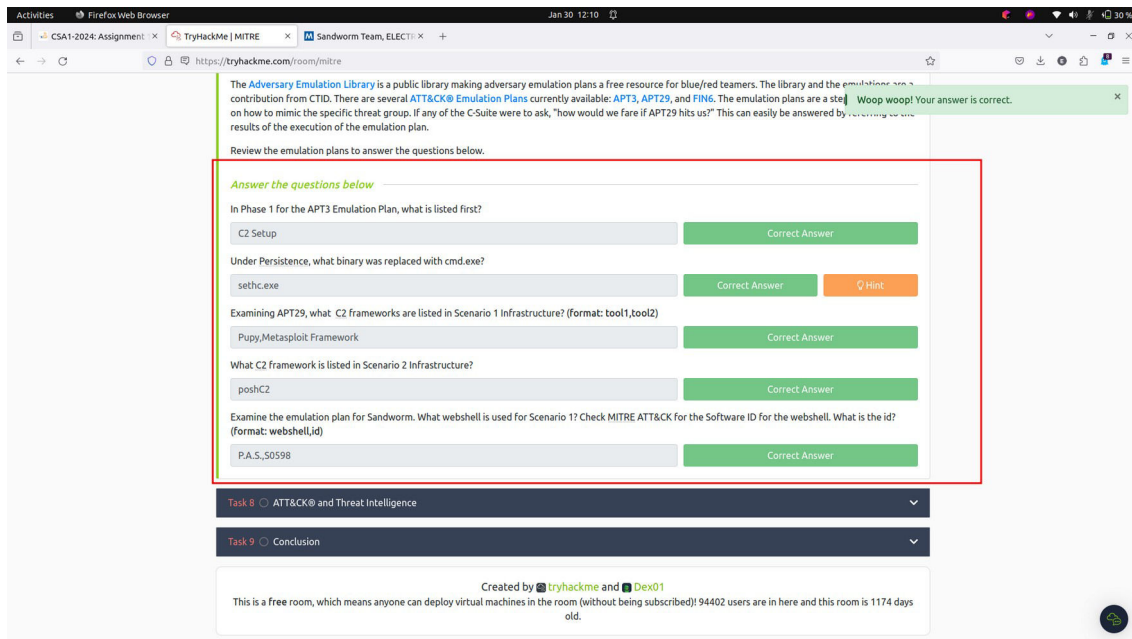 Activities
Firefox Web Browser
Jan 30 12:10
30 %
CSA1-2024: Assignment
TryHackMe | MITRE
Sandworm Team, ELECTR
https://tryhackme.com/room/mitre
The Adversary Emulation Library is a public library making adversary emulation plans a free resource for blue/red teamers. The library and the emulations are a
contribution from CTID. There are several ATT&CK® Emulation Plans currently available: APT3, APT29, and FIN6. The emulation plans are a step
on how to mimic the specific threat group. If any of the C-Suite were to ask, "how would we fare if APT29 hits us?" This can easily be answered by referring to the
results of the execution of the emulation plan.
Woop woop! Your answer is correct.
Review the emulation plans to answer the questions below.
Answer the questions below
In Phase 1 for the APT3 Emulation Plan, what is listed first?
C2 Setup
Correct Answer
Under Persistence, what binary was replaced with cmd.exe?
sethc.exe
Correct Answer
Hint
Examining APT29, what C2 frameworks are listed in Scenario 1 Infrastructure? (format: tool1,tool2)
Pupy,Metasploit Framework
Correct Answer
What C2 framework is listed in Scenario 2 Infrastructure?
poshC2
Correct Answer
Examine the emulation plan for Sandworm. What webshell is used for Scenario 1? Check MITRE ATT&CK for the Software ID for the webshell. What is the id?
(format: webshell,id)
P.A.S.,S0598
Correct Answer
Task 8 ATT&CK® and Threat Intelligence
Task 9 Conclusion
Created by tryhackme and Dex01
This is a free room, which means anyone can deploy virtual machines in the room (without being subscribed)! 94402 users are in here and this room is 1174 days
old.